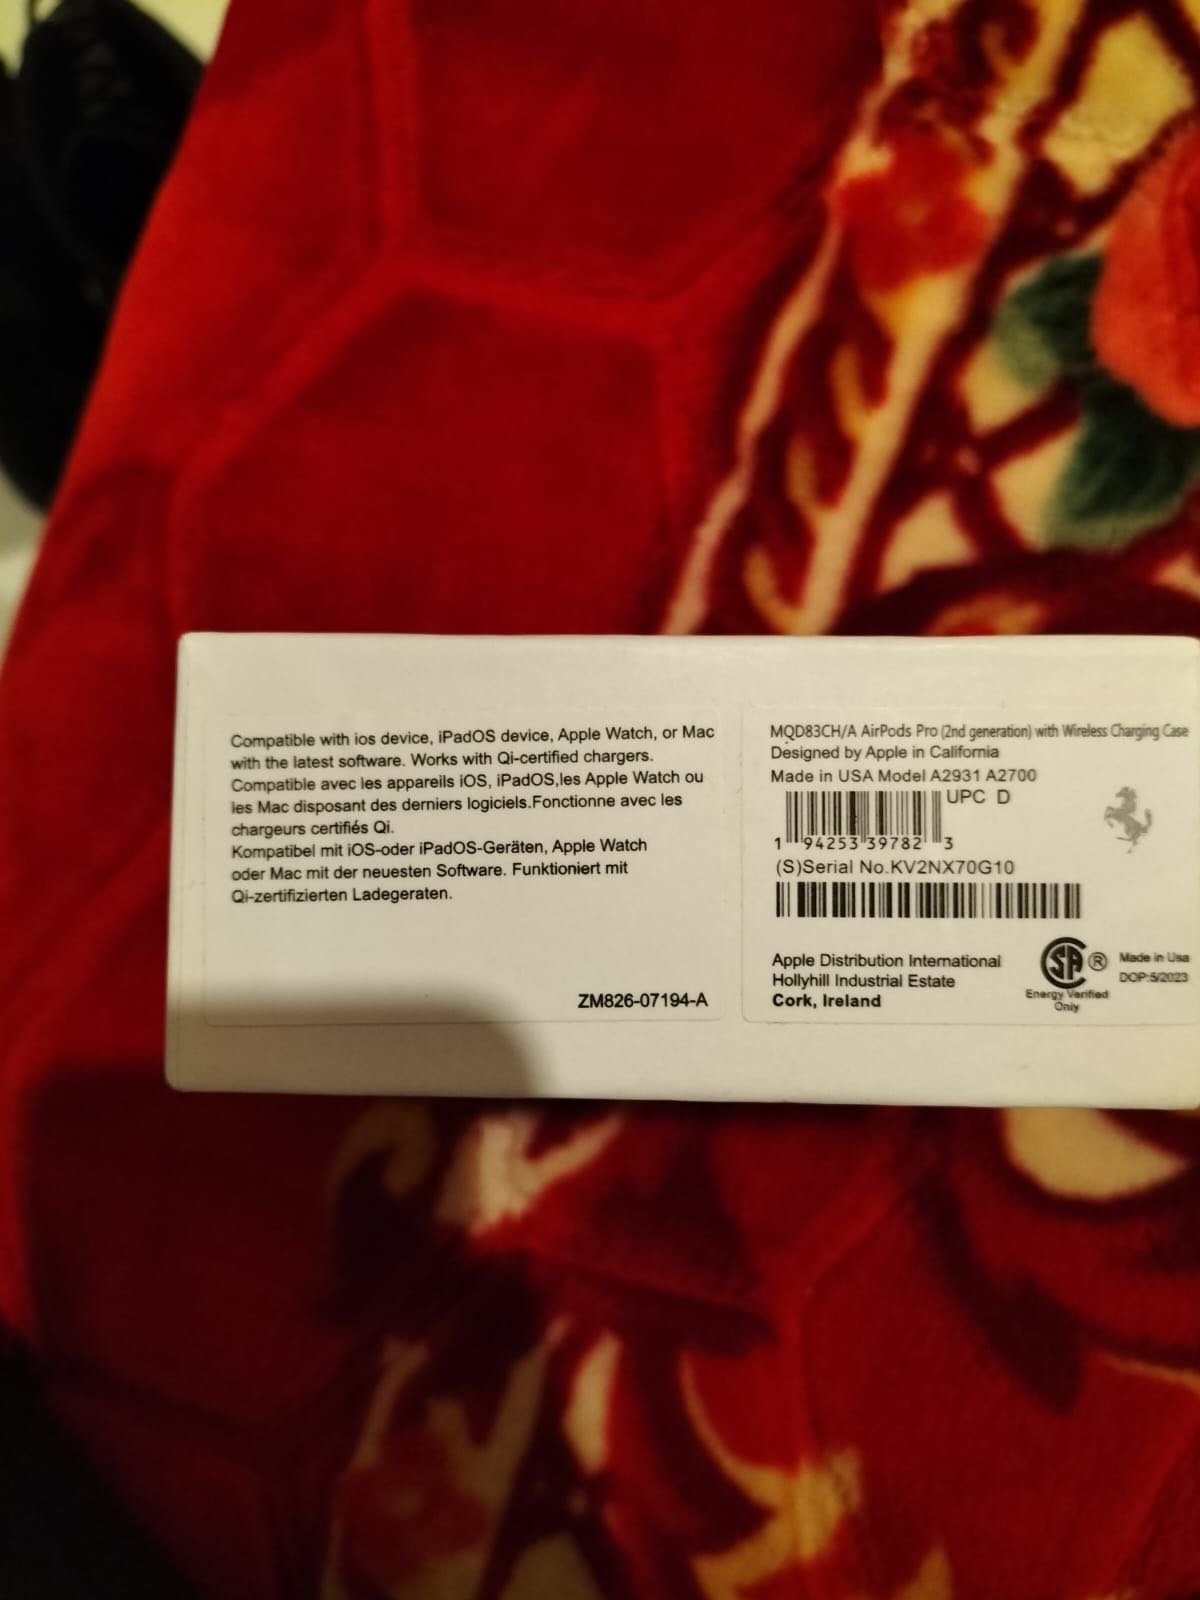 Compatible with ios device, iPadOS device, Apple Watch, or Mac
with the latest software. Works with Qi-certified chargers.
Compatible avec les appareils iOS, iPadOS,les Apple Watch ou
les Mac disposant des derniers logiciels.Fonctionne avec les
chargeurs certifiés Qi.
Kompatibel mit iOS-oder iPadOS-Geräten, Apple Watch
oder Mac mit der neuesten Software. Funktioniert mit
Qi-zertifizierten Ladegeraten.
ZM826-07194-A
MQD83CH/A AirPods Pro (2nd generation) with Wireless Charging Case
Designed by Apple in California
Made in USA Model A2931 A2700
UPC D
1 94253 39782 3
(S)Serial No.KV2NX70G10
Apple Distribution International
Hollyhill Industrial Estate
Cork, Ireland
SA ®
Energy Verified
Only
Made in Usa
DOP:5/2023